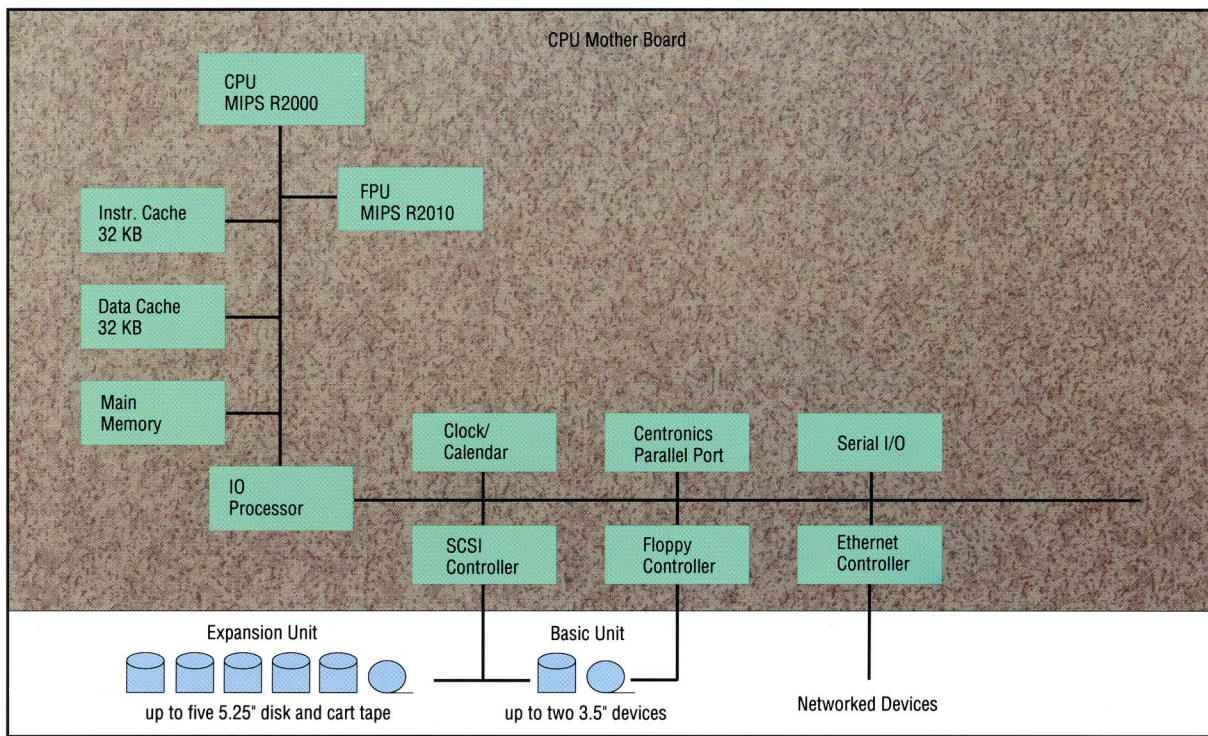 CPU Mother Board
CPU
MIPS R2000
FPU
MIPS R2010
Instr. Cache
32 KB
Data Cache
32 KB
Main
Memory
IO
Processor
Clock/
Calendar
Centronics
Parallel Port
Serial I/O
SCSI
Controller
Floppy
Controller
Ethernet
Controller
Expansion Unit
up to five 5.25" disk and cart tape
Basic Unit
up to two 3.5" devices
Networked Devices